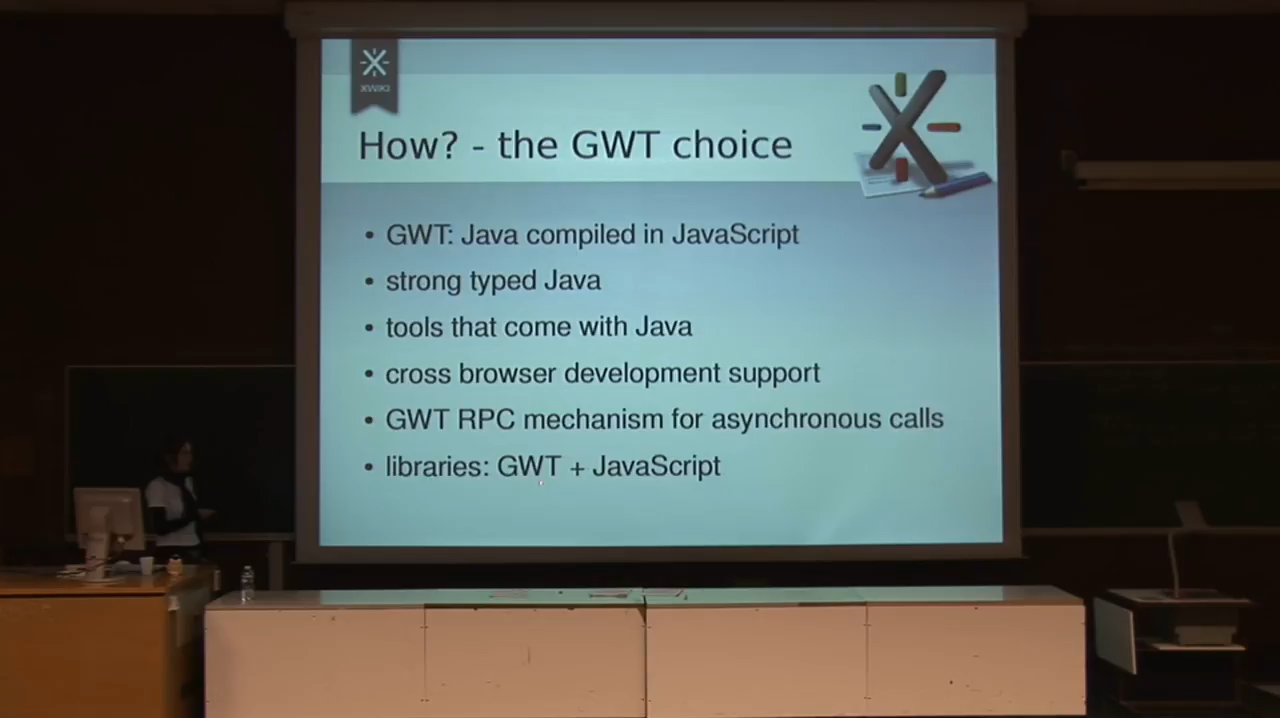 XWIKI
How? - the GWT choice
• GWT: Java compiled in JavaScript
• strong typed Java
• tools that come with Java
• cross browser development support
• GWT RPC mechanism for asynchronous calls
• libraries: GWT + JavaScript